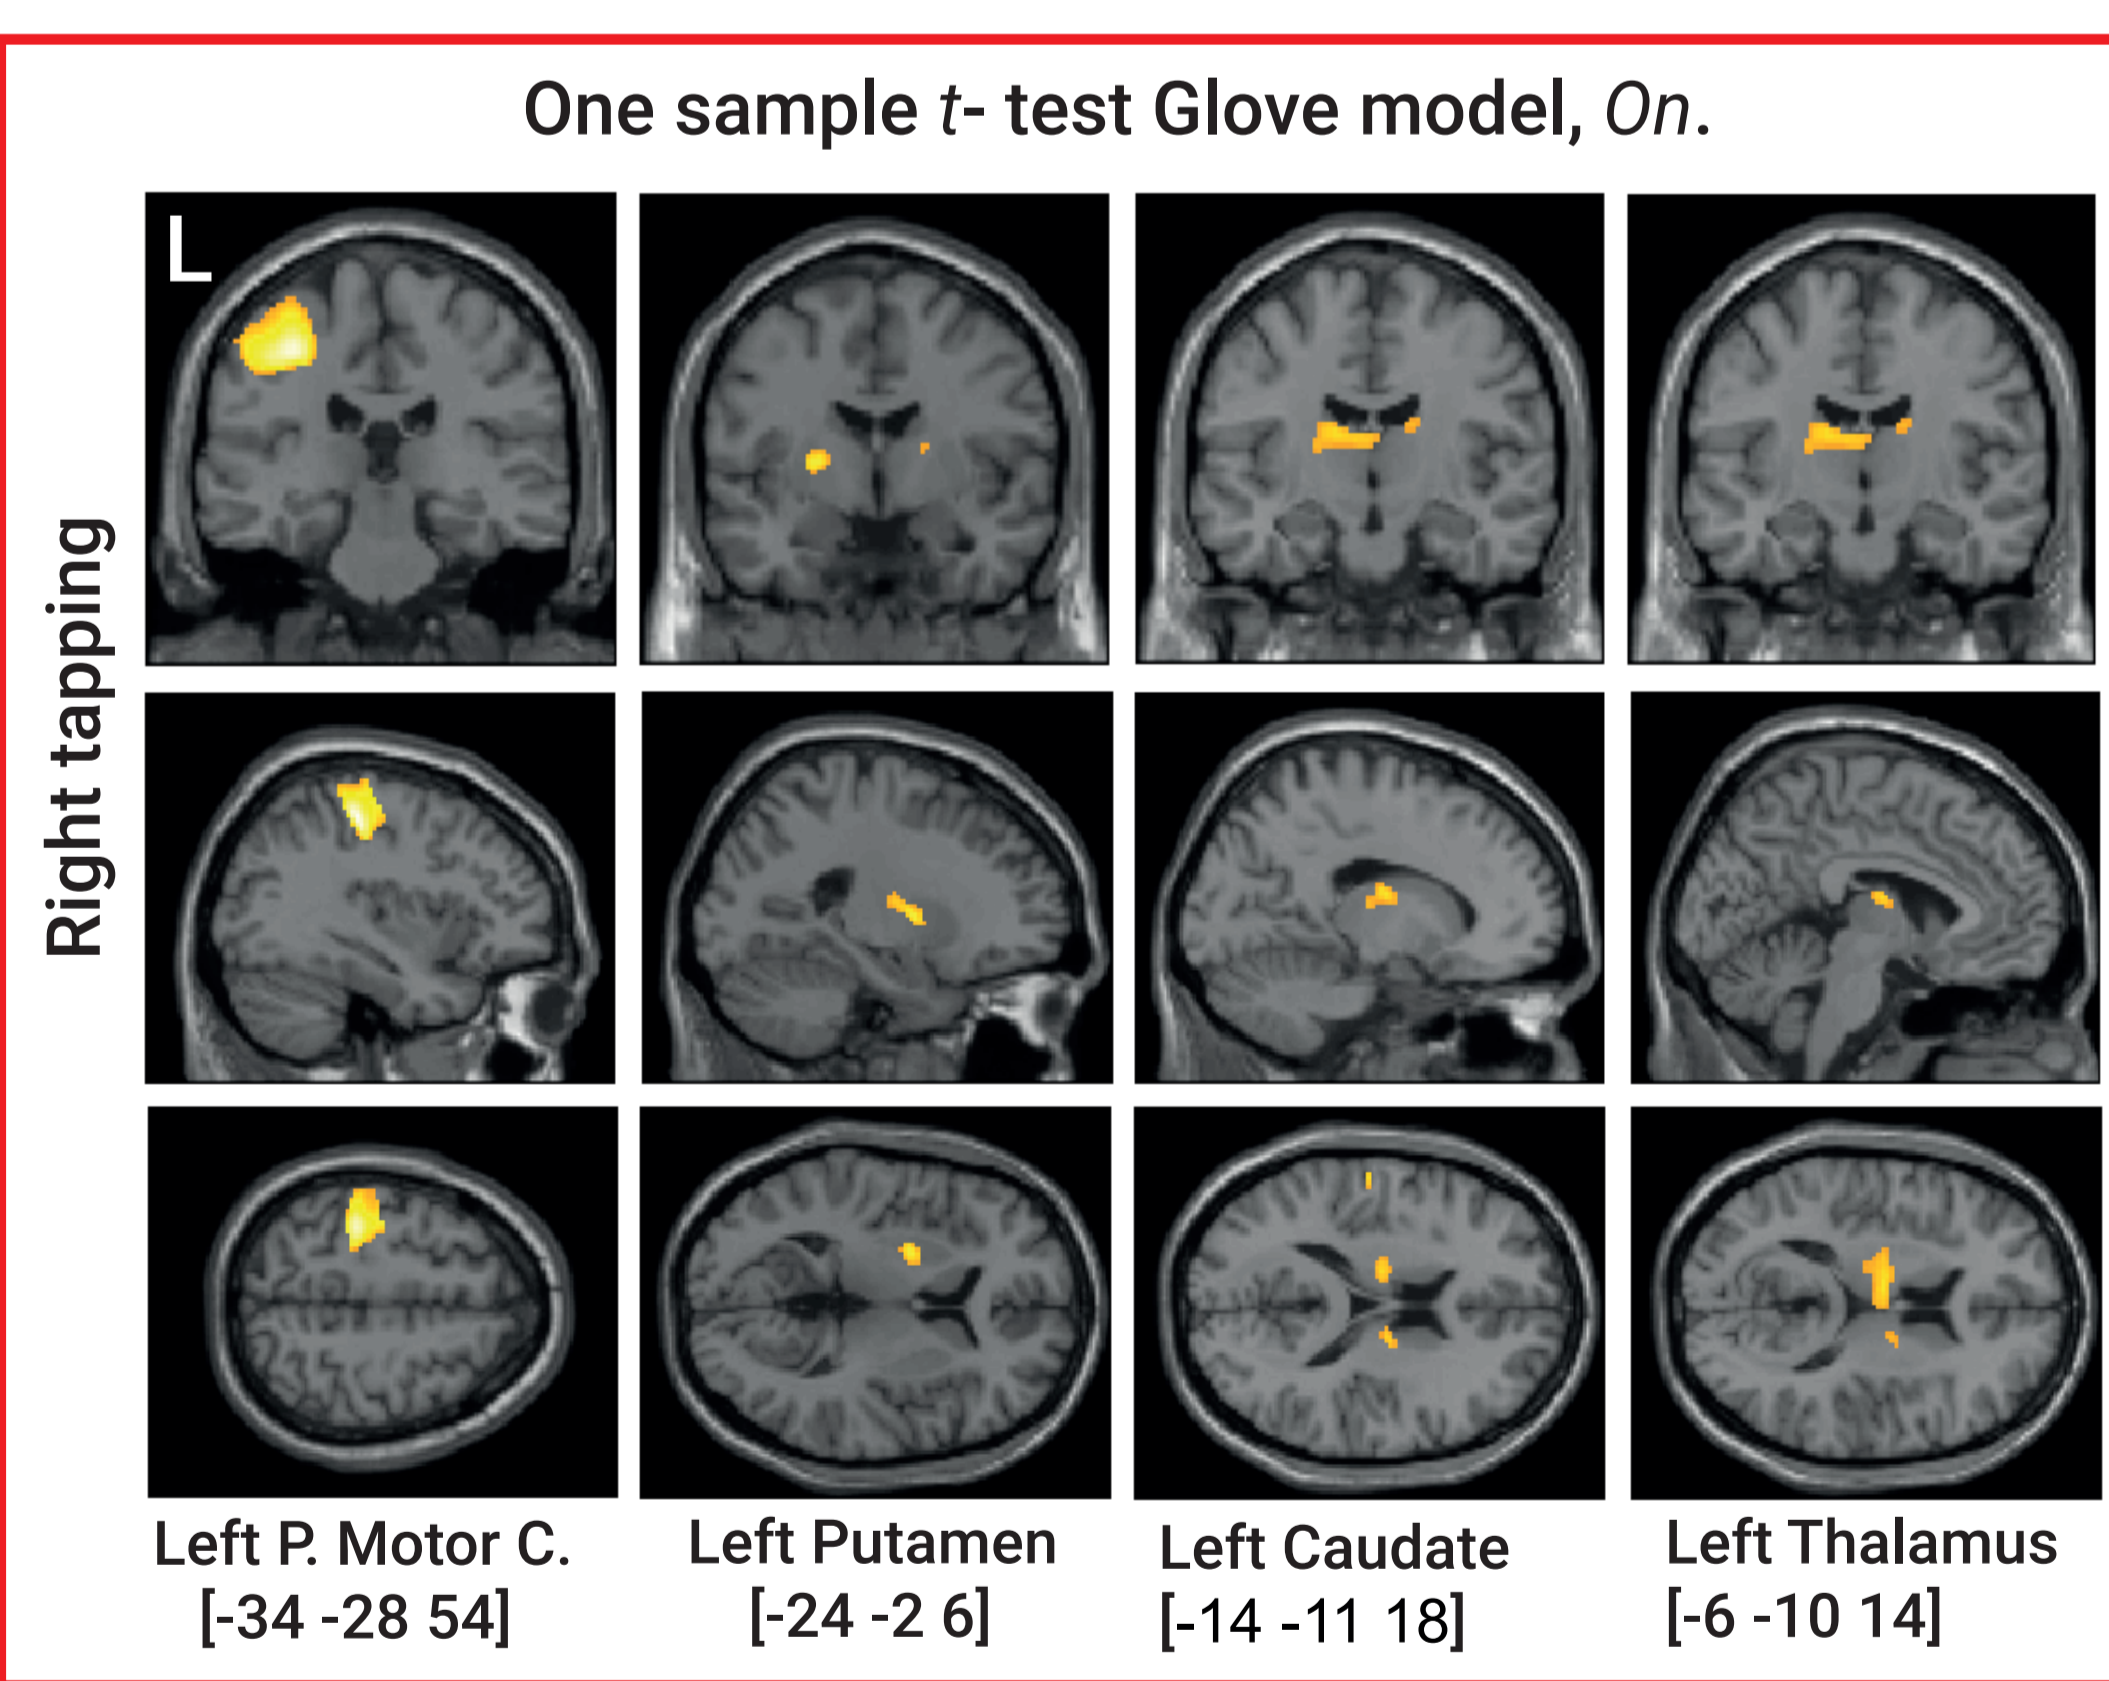 One sample t- test Glove model, On.
L
Right tapping
Left P. Motor C.
[-34 -28 54]
Left Putamen
[-24 -2 6]
Left Caudate
[-14 -11 18]
Left Thalamus
[-6 -10 14]